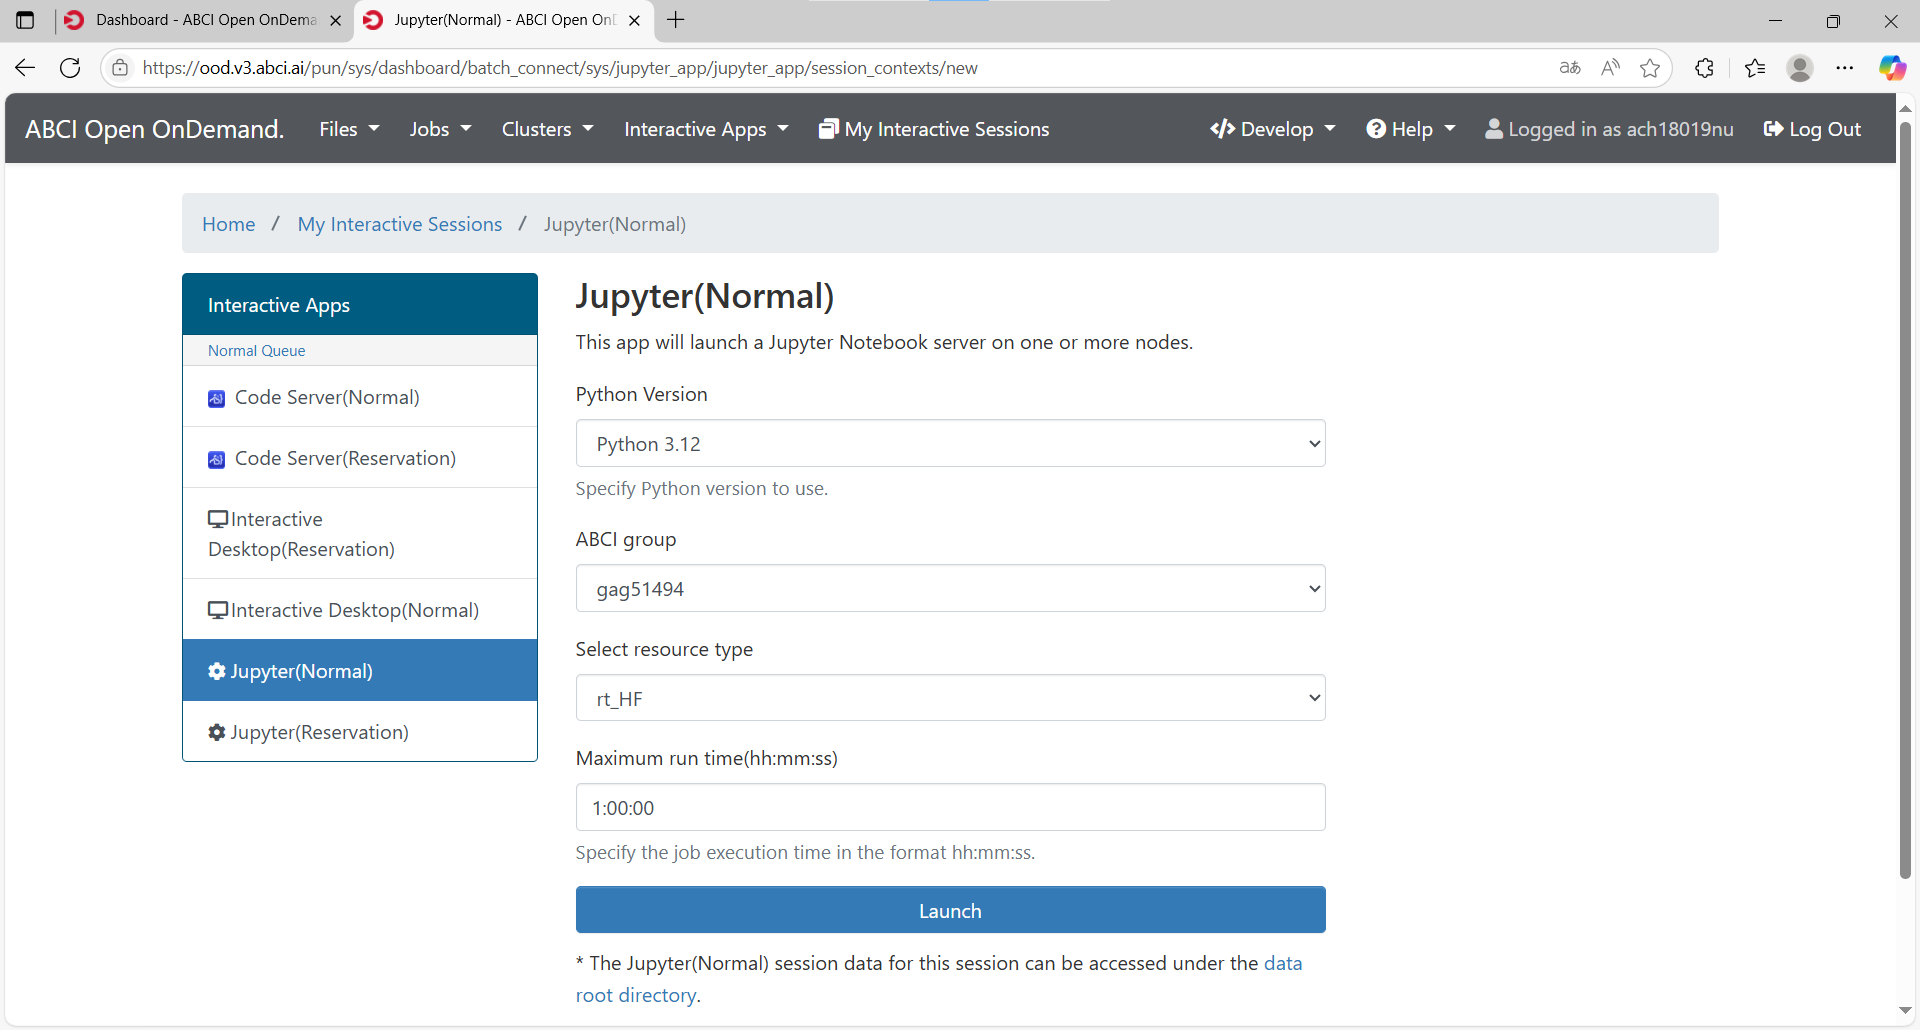 Dashboard - ABCI Open OnDema
Jupyter(Normal) - ABCI Open OnD
https://ood.v3.abci.ai/pun/sys/dashboard/batch_connect/sys/jupyter_app/jupyter_app/session_contexts/new
ABCI Open OnDemand.
Files
Jobs
Clusters
Interactive Apps
My Interactive Sessions
Develop
Help
Logged in as ach18019nu
Log Out
Home / My Interactive Sessions / Jupyter(Normal)
Interactive Apps
Normal Queue
Code Server(Normal)
Code Server(Reservation)
Interactive
Desktop(Reservation)
Interactive Desktop(Normal)
Jupyter(Normal)
Jupyter(Reservation)
Jupyter(Normal)
This app will launch a Jupyter Notebook server on one or more nodes.
Python Version
Python 3.12
Specify Python version to use.
ABCI group
gag51494
Select resource type
rt_HF
Maximum run time(hh:mm:ss)
1:00:00
Specify the job execution time in the format hh:mm:ss.
Launch
* The Jupyter(Normal) session data for this session can be accessed under the data
root directory.